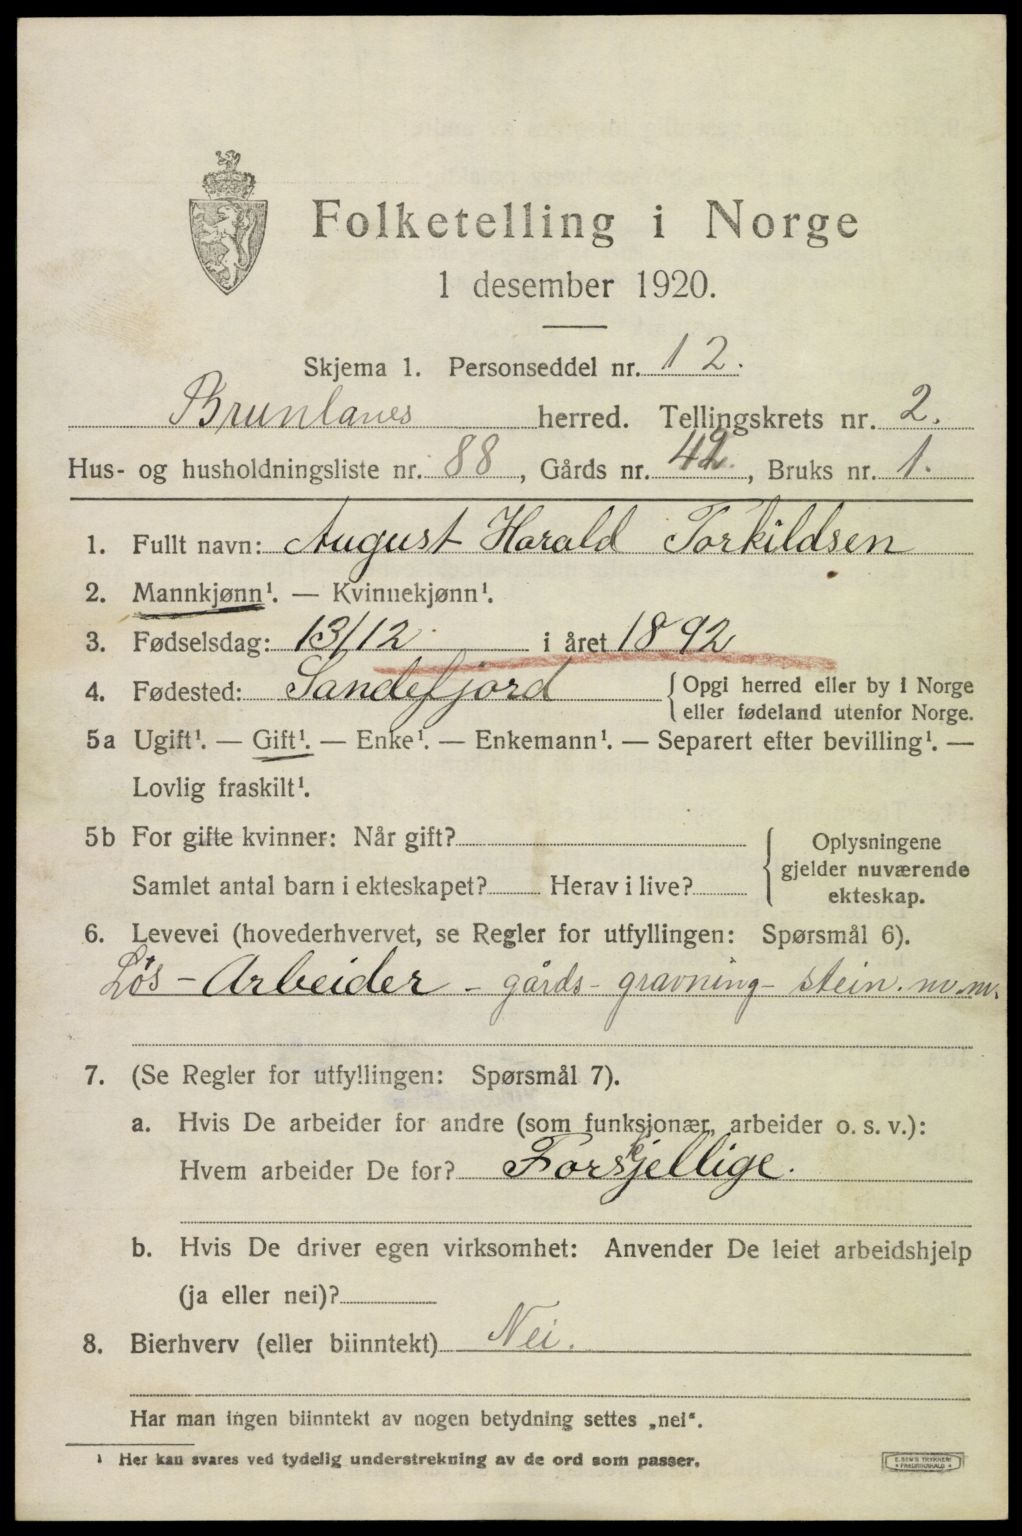 Folketelling i Norge
1 desember 1920.
Skjema 1. Personseddel nr. 12.
Brunlanes herred. Tellingskrets nr. 2.
Hus- og husholdningsliste nr. 88, Gårds nr. 42., Bruks nr. 1.
1. Fullt navn: August Harald Torkildsen
2. Mannkjønn¹. — Kvinnekjønn¹.
3. Fødselsdag: 13/12 i året 1892
4. Fødested: Sandefjord {Opgi herred eller by i Norge
eller fødeland utenfor Norge.
5a Ugift¹. — Gift¹. — Enke¹. — Enkemann¹. — Separert efter bevilling¹. —
Lovlig fraskilt¹.
5b For gifte kvinner: Når gift?
Samlet antal barn i ekteskapet? Herav i live?
Oplysningene
gjelder nuværende
ekteskap.
6. Levevei (hovederhvervet, se Regler for utfyllingen: Spørsmål 6).
Løs - Arbeider - gårds - gravning - stein. m.m.
7. (Se Regler for utfyllingen: Spørsmål 7).
a. Hvis De arbeider for andre (som funksjonær, arbeider o. s. v.):
Hvem arbeider De for? Forskjellige.
b. Hvis De driver egen virksomhet: Anvender De leiet arbeidshjelp
(ja eller nei)?
8. Bierhverv (eller biinntekt) Nei.
Har man ingen biinntekt av nogen betydning settes „nei“.
¹ Her kan svares ved tydelig understrekning av de ord som passer.